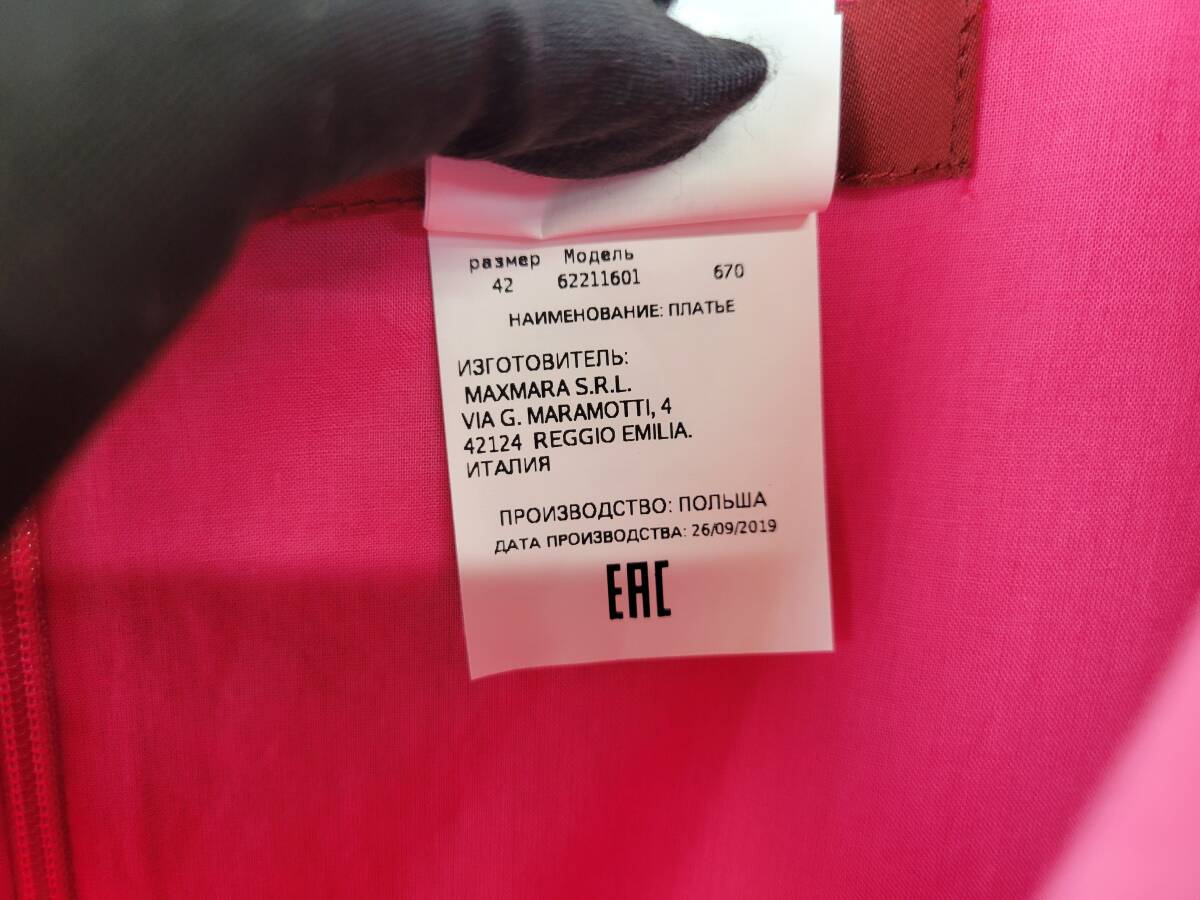 размер Модель
42 62211601 670
НАИМЕНОВАНИЕ: ПЛАТЬЕ
ИЗГОТОВИТЕЛЬ:
MAXMARA S.R.L.
VIA G. MARAMOTTI, 4
42124 REGGIO EMILIA.
ИТАЛИЯ
ПРОИЗВОДСТВО: ПОЛЬША
ДАТА ПРОИЗВОДСТВА: 26/09/2019
EAC